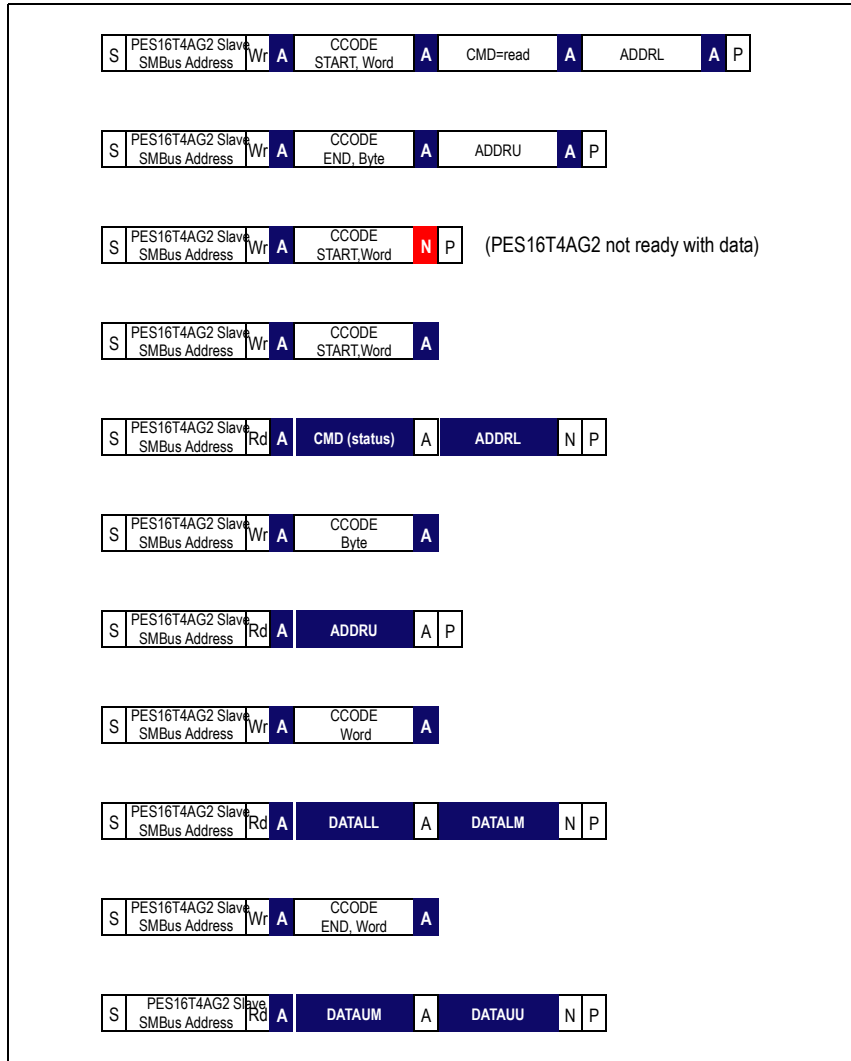 S PES16T4AG2 Slave SMBus Address Wr A CCODE START, Word A CMD=read A ADDRL A P
S PES16T4AG2 Slave SMBus Address Wr A CCODE END, Byte A ADDRU A P
S PES16T4AG2 Slave SMBus Address Wr A CCODE START,Word N P (PES16T4AG2 not ready with data)
S PES16T4AG2 Slave SMBus Address Wr A CCODE START,Word A
S PES16T4AG2 Slave SMBus Address Rd A CMD (status) A ADDRL N P
S PES16T4AG2 Slave SMBus Address Wr A CCODE Byte A
S PES16T4AG2 Slave SMBus Address Rd A ADDRU A P
S PES16T4AG2 Slave SMBus Address Wr A CCODE Word A
S PES16T4AG2 Slave SMBus Address Rd A DATALL A DATALM N P
S PES16T4AG2 Slave SMBus Address Wr A CCODE END, Word A
S PES16T4AG2 Slave SMBus Address Rd A DATAUM A DATAUU N P